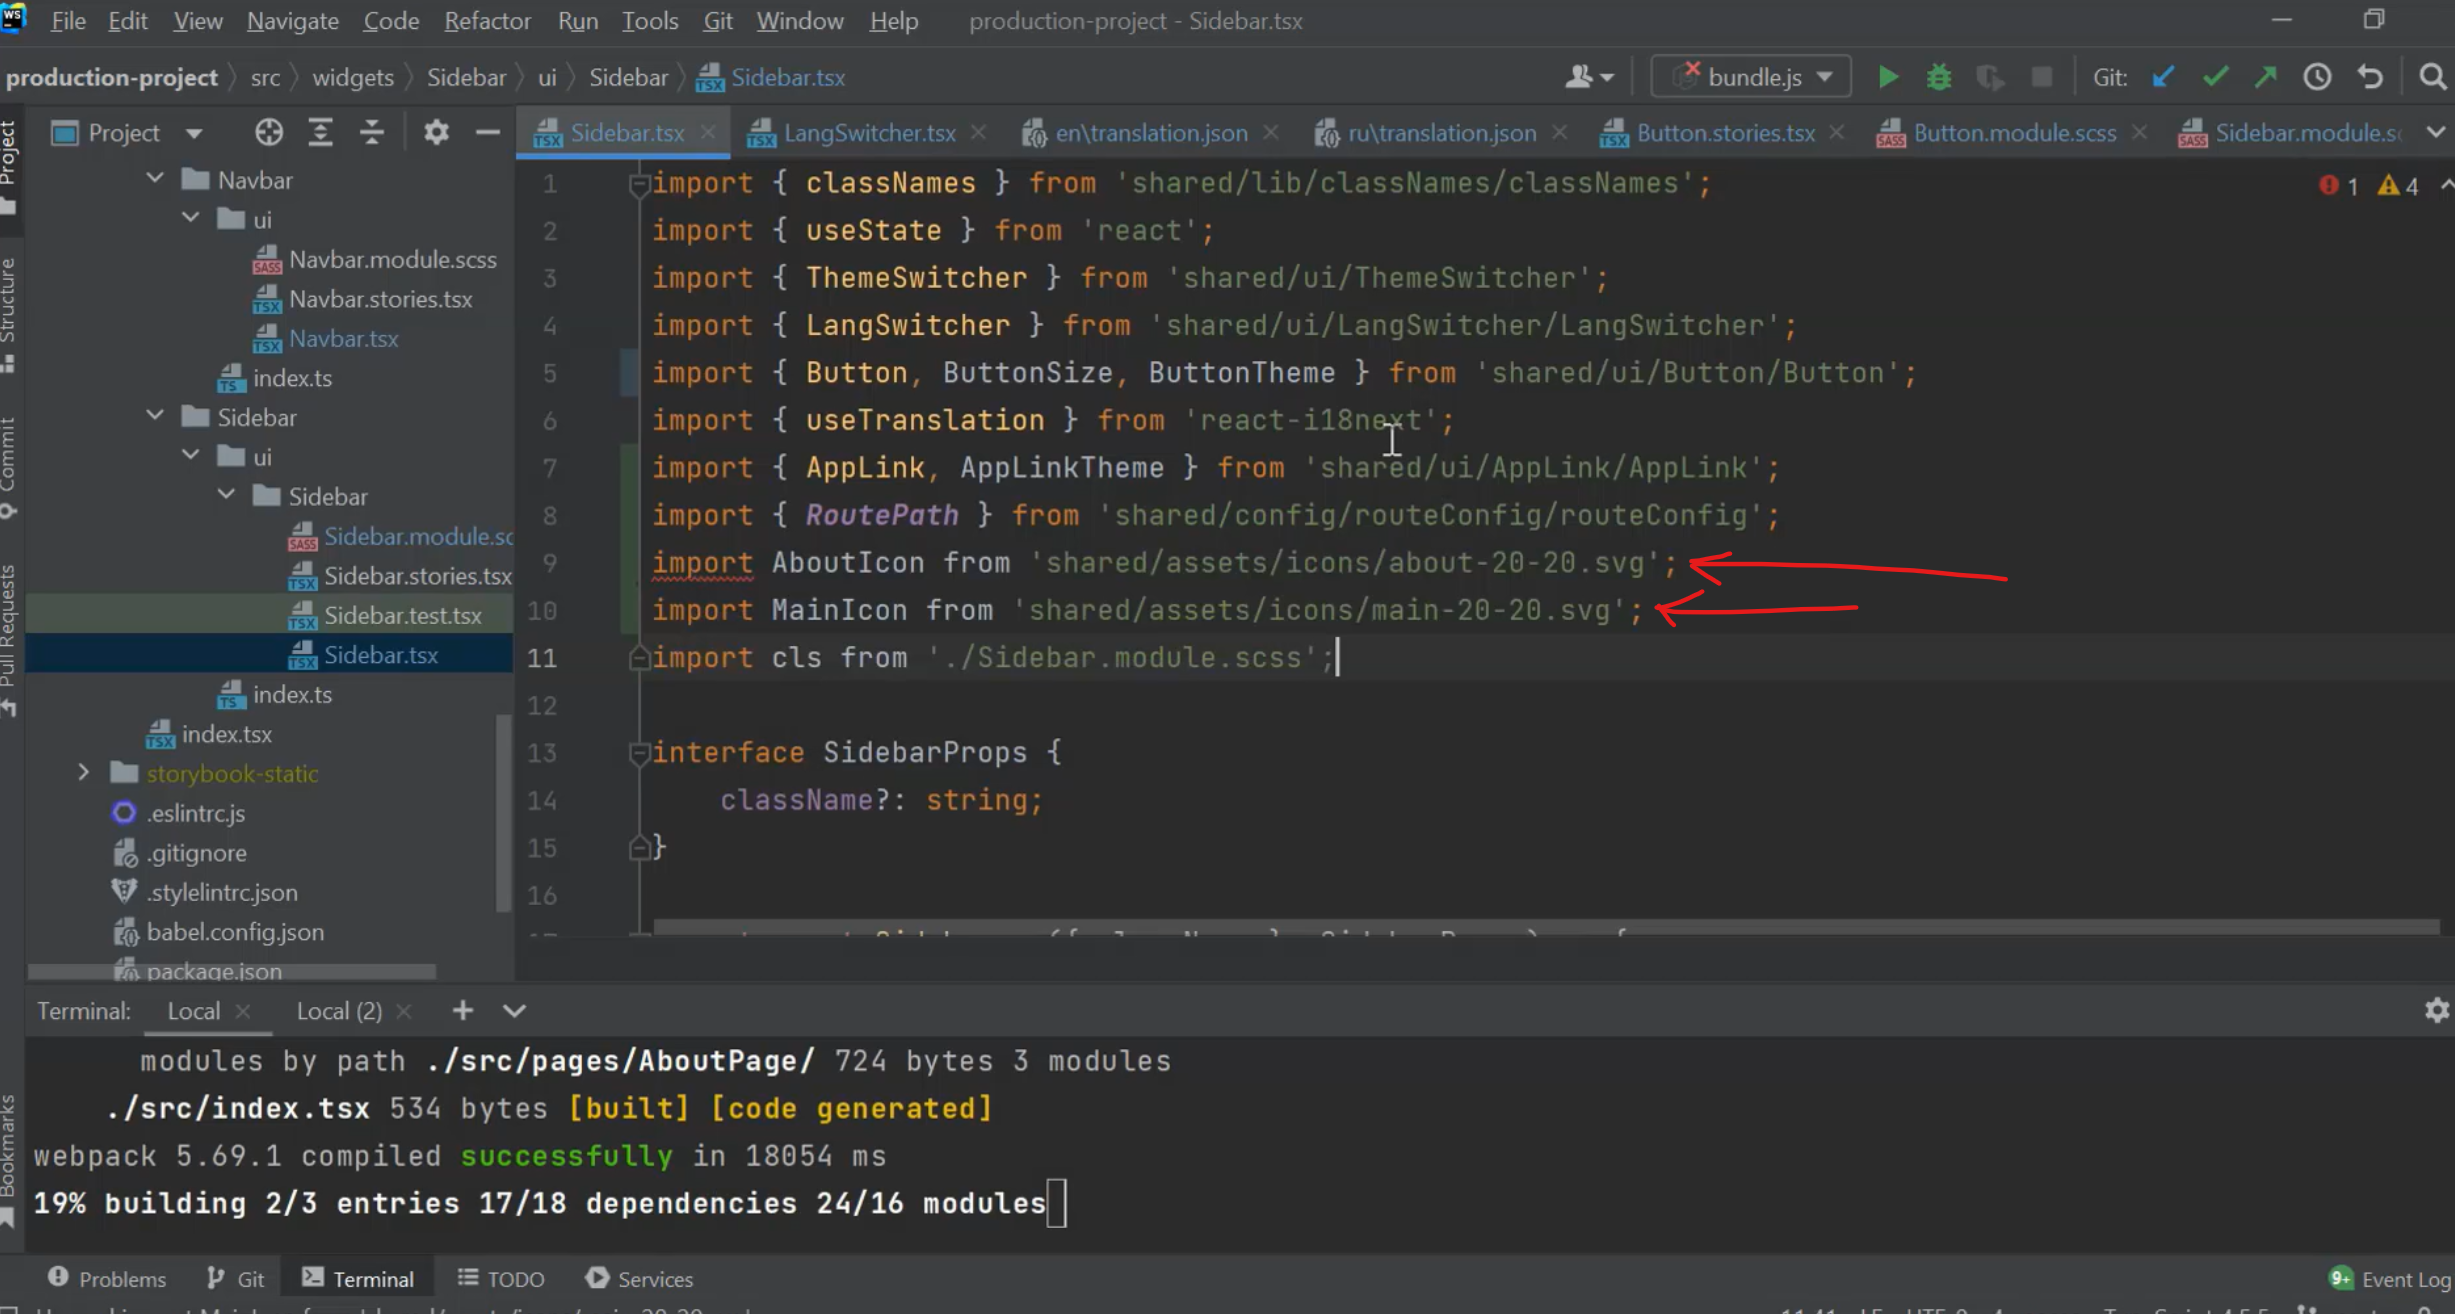 File Edit View Navigate Code Refactor Run Tools Git Window Help production-project - Sidebar.tsx
production-project src widgets Sidebar ui Sidebar Sidebar.tsx bundle.js Git:
Project Sidebar.tsx LangSwitcher.tsx en\translation.json ru\translation.json Button.stories.tsx Button.module.scss Sidebar.module.sc
Project
Structure
Commit
Pull Requests
Bookmarks
Navbar
ui
Navbar.module.scss
Navbar.stories.tsx
Navbar.tsx
index.ts
Sidebar
ui
Sidebar
Sidebar.module.sc
Sidebar.stories.tsx
Sidebar.test.tsx
Sidebar.tsx
index.ts
index.tsx
storybook-static
.eslintrc.js
.gitignore
.stylelintrc.json
babel.config.json
package.json
1 4
1 import { classNames } from 'shared/lib/classNames/classNames';
2 import { useState } from 'react';
3 import { ThemeSwitcher } from 'shared/ui/ThemeSwitcher';
4 import { LangSwitcher } from 'shared/ui/LangSwitcher/LangSwitcher';
5 import { Button, ButtonSize, ButtonTheme } from 'shared/ui/Button/Button';
6 import { useTranslation } from 'react-i18next';
7 import { AppLink, AppLinkTheme } from 'shared/ui/AppLink/AppLink';
8 import { RoutePath } from 'shared/config/routeConfig/routeConfig';
9 import AboutIcon from 'shared/assets/icons/about-20-20.svg';
10 import MainIcon from 'shared/assets/icons/main-20-20.svg';
11 import cls from './Sidebar.module.scss';
12
13 interface SidebarProps {
14 className?: string;
15 }
16
Terminal: Local Local (2)
modules by path ./src/pages/AboutPage/ 724 bytes 3 modules
./src/index.tsx 534 bytes [built] [code generated]
webpack 5.69.1 compiled successfully in 18054 ms
19% building 2/3 entries 17/18 dependencies 24/16 modules
Problems Git Terminal TODO Services 9+ Event Log